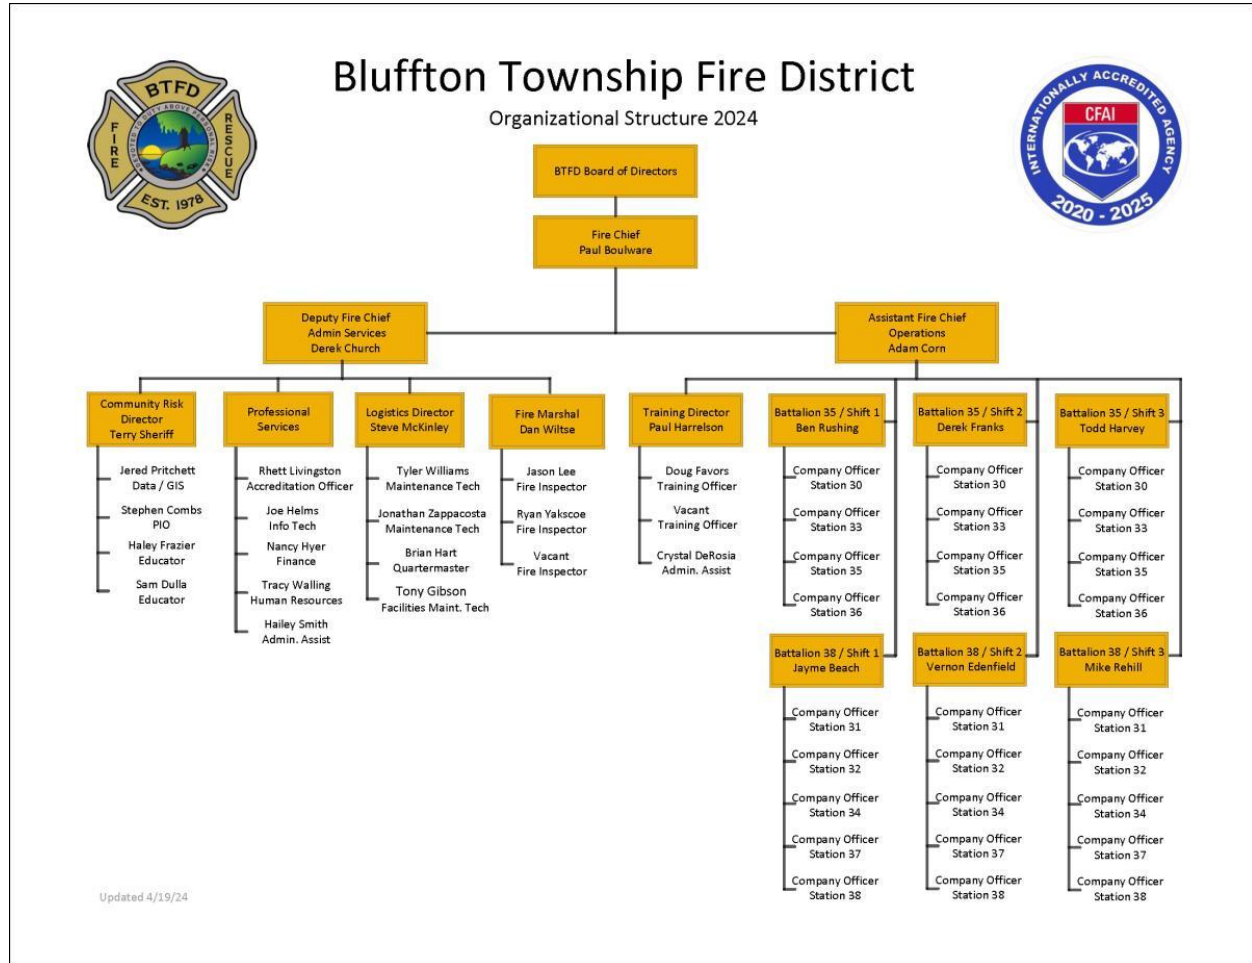 Bluffton Township Fire District
Organizational Structure 2024
BTFD
FIRE
RESCUE
EST. 1978
DEVOTED TO DUTY ABOVE PERSONAL RISK
INTERNATIONALLY ACCREDITED AGENCY
CFAI
2020 - 2025
BTFD Board of Directors
Fire Chief
Paul Boulware
Deputy Fire Chief
Admin Services
Derek Church
Assistant Fire Chief
Operations
Adam Corn
Community Risk
Director
Terry Sheriff
Jered Pritchett
Data / GIS
Stephen Combs
PIO
Haley Frazier
Educator
Sam Dulla
Educator
Professional
Services
Rhett Livingston
Accreditation Officer
Joe Helms
Info Tech
Nancy Hyer
Finance
Tracy Walling
Human Resources
Hailey Smith
Admin. Assist
Logistics Director
Steve McKinley
Tyler Williams
Maintenance Tech
Jonathan Zappacosta
Maintenance Tech
Brian Hart
Quartermaster
Tony Gibson
Facilities Maint. Tech
Fire Marshal
Dan Wiltse
Jason Lee
Fire Inspector
Ryan Yakscoe
Fire Inspector
Vacant
Fire Inspector
Training Director
Paul Harrelson
Doug Favors
Training Officer
Vacant
Training Officer
Crystal DeRosia
Admin. Assist
Battalion 35 / Shift 1
Ben Rushing
Company Officer
Station 30
Company Officer
Station 33
Company Officer
Station 35
Company Officer
Station 36
Battalion 35 / Shift 2
Derek Franks
Company Officer
Station 30
Company Officer
Station 33
Company Officer
Station 35
Company Officer
Station 36
Battalion 35 / Shift 3
Todd Harvey
Company Officer
Station 30
Company Officer
Station 33
Company Officer
Station 35
Company Officer
Station 36
Battalion 38 / Shift 1
Jayme Beach
Company Officer
Station 31
Company Officer
Station 32
Company Officer
Station 34
Company Officer
Station 37
Company Officer
Station 38
Battalion 38 / Shift 2
Vernon Edenfield
Company Officer
Station 31
Company Officer
Station 32
Company Officer
Station 34
Company Officer
Station 37
Company Officer
Station 38
Battalion 38 / Shift 3
Mike Rehill
Company Officer
Station 31
Company Officer
Station 32
Company Officer
Station 34
Company Officer
Station 37
Company Officer
Station 38
Updated 4/19/24